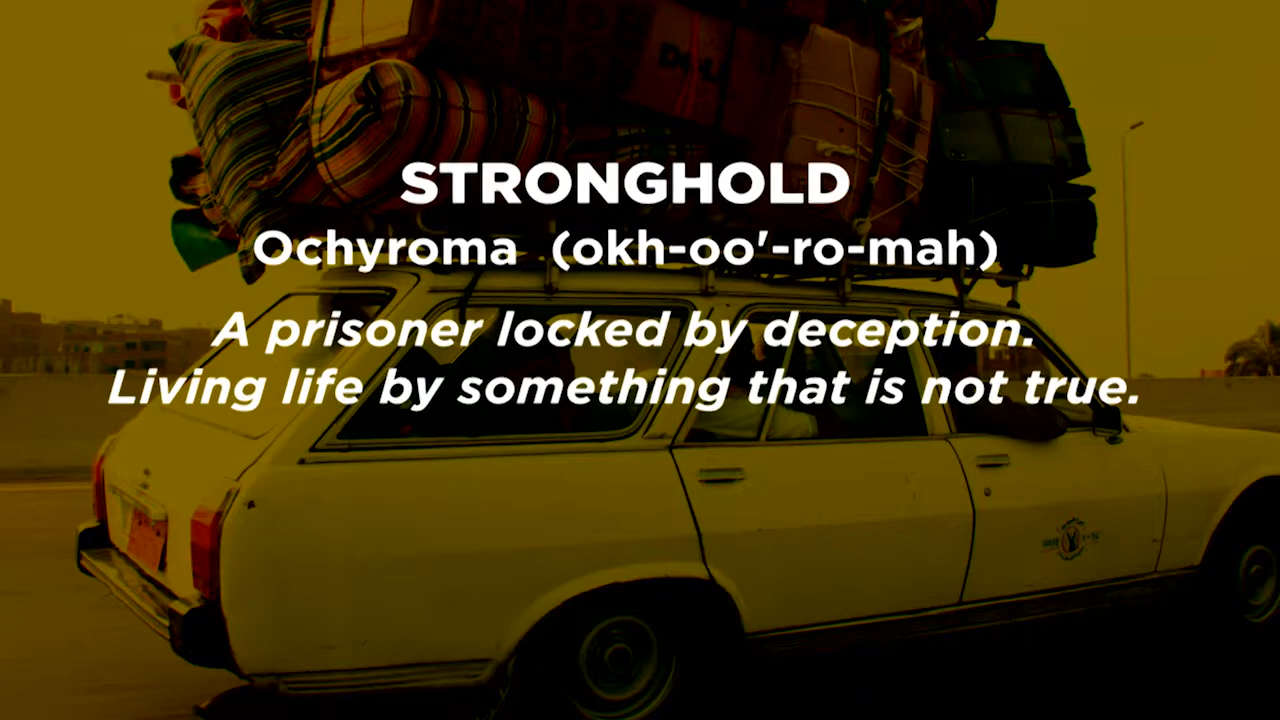 STRONGHOLD
Ochyroma (okh-oo'-ro-mah)
A prisoner locked by deception.
Living life by something that is not true.